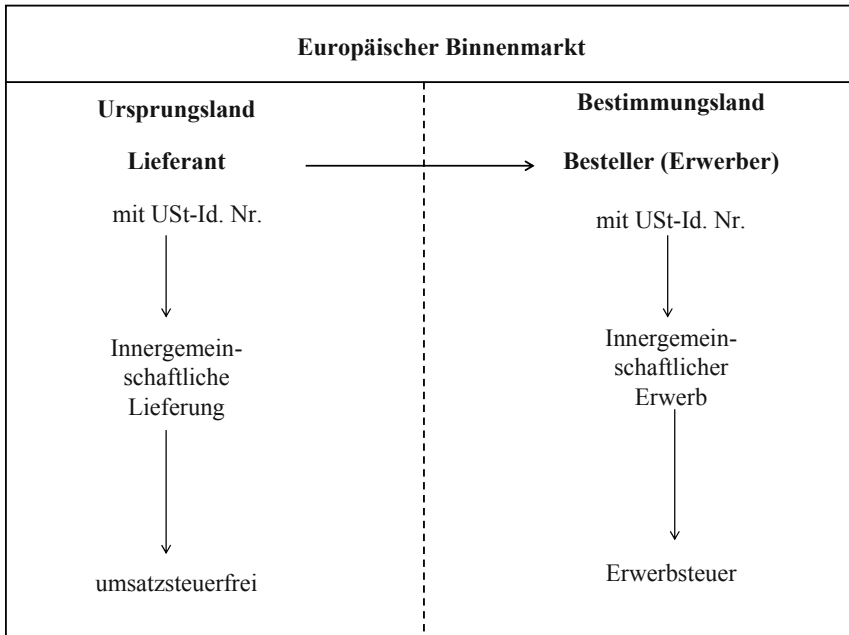 Europäischer Binnenmarkt
Ursprungsland
Lieferant
mit USt-Id. Nr.
Innergemein-
schaftliche
Lieferung
umsatzsteuerfrei
Bestimmungsland
Besteller (Erwerber)
mit USt-Id. Nr.
Innergemein-
schaftlicher
Erwerb
Erwerbsteuer